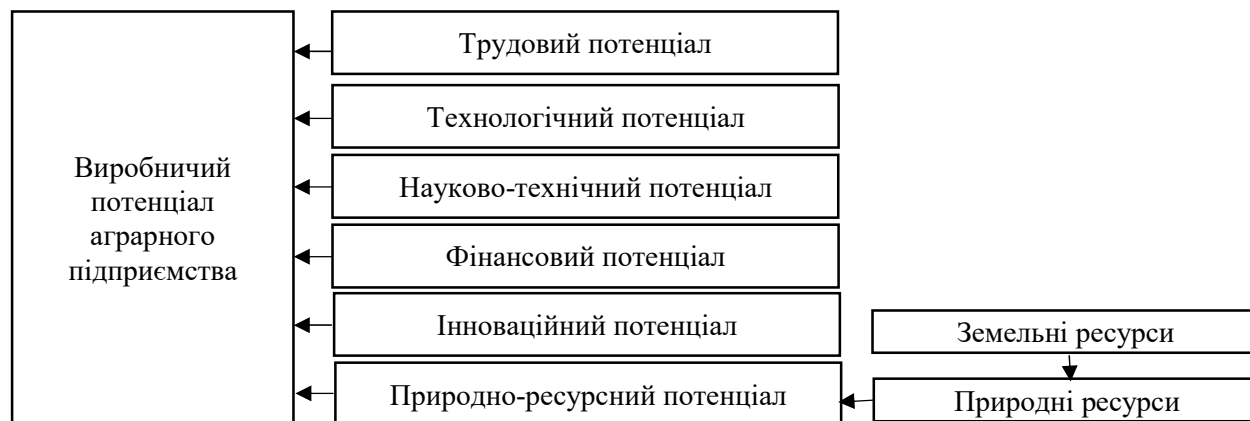 Виробничий
потенціал
аграрного
підприємства
Трудовий потенціал
Технологічний потенціал
Науково-технічний потенціал
Фінансовий потенціал
Інноваційний потенціал
Природно-ресурсний потенціал
Земельні ресурси
Природні ресурси